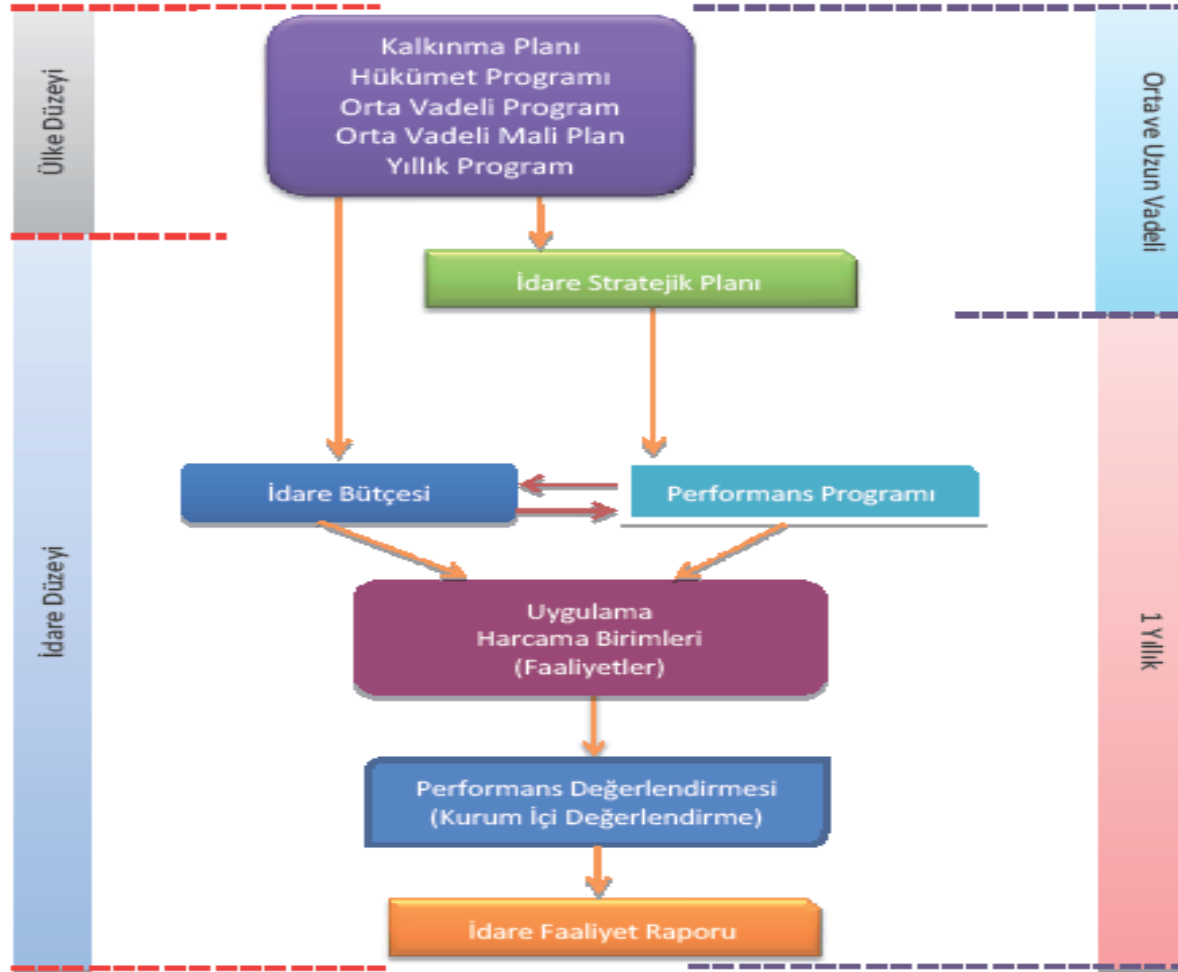 Ülke Düzeyi
Kalkınma Planı
Hükümet Programı
Orta Vadeli Program
Orta Vadeli Mali Plan
Yıllık Program
Orta ve Uzun Vadeli
İdare Stratejik Planı
İdare Düzeyi
İdare Bütçesi
Performans Programı
Uygulama
Harcama Birimleri
(Faaliyetler)
1 Yıllık
Performans Değerlendirmesi
(Kurum İçi Değerlendirme)
İdare Faaliyet Raporu